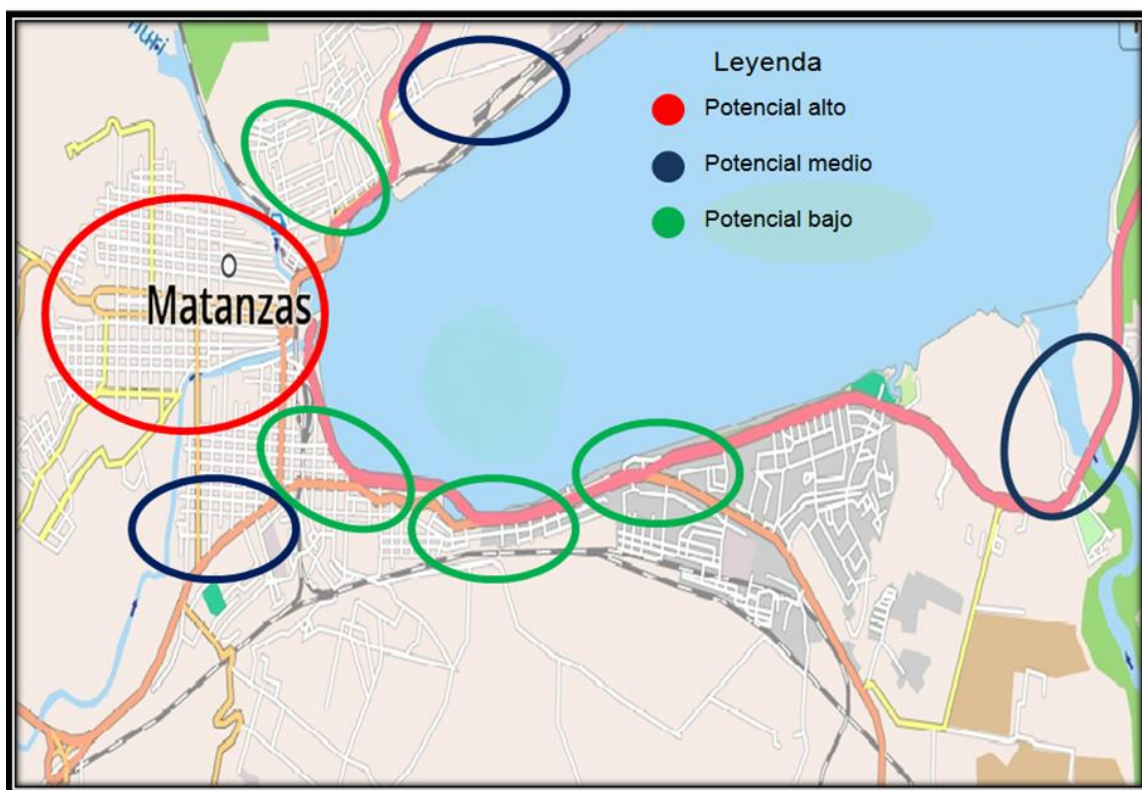 Leyenda
Potencial alto
Potencial medio
Potencial bajo
Matanzas